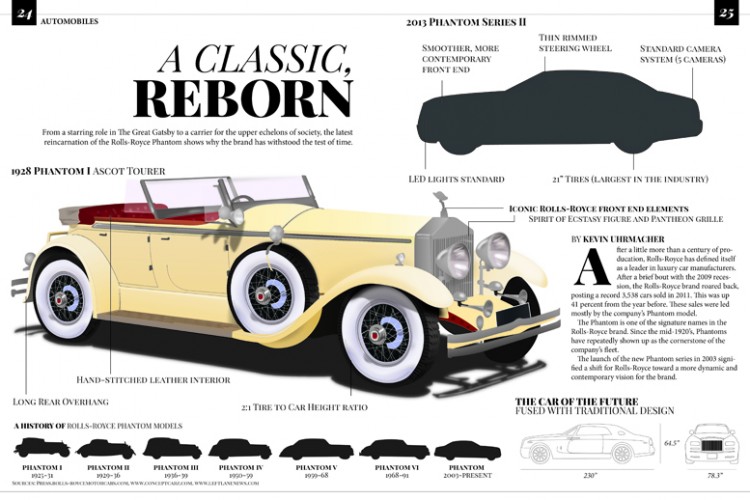 24
AUTOMOBILES
25
A CLASSIC,
REBORN
From a starring role in The Great Gatsby to a carrier for the upper echelons of society, the latest
reincarnation of the Rolls-Royce Phantom shows why the brand has withstood the test of time.
2013 PHANTOM SERIES II
SMOOTHER, MORE
CONTEMPORARY
FRONT END
THIN RIMMED
STEERING WHEEL
STANDARD CAMERA
SYSTEM (5 CAMERAS)
LED LIGHTS STANDARD
21" TIRES (LARGEST IN THE INDUSTRY)
1928 PHANTOM I ASCOT TOURER
ICONIC ROLLS-ROYCE FRONT END ELEMENTS
SPIRIT OF ECSTASY FIGURE AND PANTHEON GRILLE
HAND-STITCHED LEATHER INTERIOR
LONG REAR OVERHANG
2:1 TIRE TO CAR HEIGHT RATIO
BY KEVIN UHRMACHER
After a little more than a century of pro-
ducation, Rolls-Royce has defined itself
as a leader in luxury car manufacturers.
After a brief bout with the 2009 reces-
sion, the Rolls-Royce brand roared back,
posting a record 3,538 cars sold in 2011. This was up
41 percent from the year before. These sales were led
mostly by the company's Phantom model.
The Phantom is one of the signature names in the
Rolls-Royce brand. Since the mid-1920's, Phantoms
have repeatedly shown up as the cornerstone of the
company's fleet.
The launch of the new Phantom series in 2003 signi-
fied a shift for Rolls-Royce toward a more dynamic and
contemporary vision for the brand.
A HISTORY OF ROLLS-ROYCE PHANTOM MODELS
PHANTOM I
1925-31
PHANTOM II
1929-36
PHANTOM III
1936-39
PHANTOM IV
1950-59
PHANTOM V
1959-68
PHANTOM VI
1968-91
PHANTOM
2003-PRESENT
SOURCES: PRESS.ROLLS-ROYCEMOTORCARS.COM, WWW.CONCEPTCARZ.COM, WWW.LEFTLANENEWS.COM
THE CAR OF THE FUTURE
FUSED WITH TRADITIONAL DESIGN
64.5"
230"
78.3"